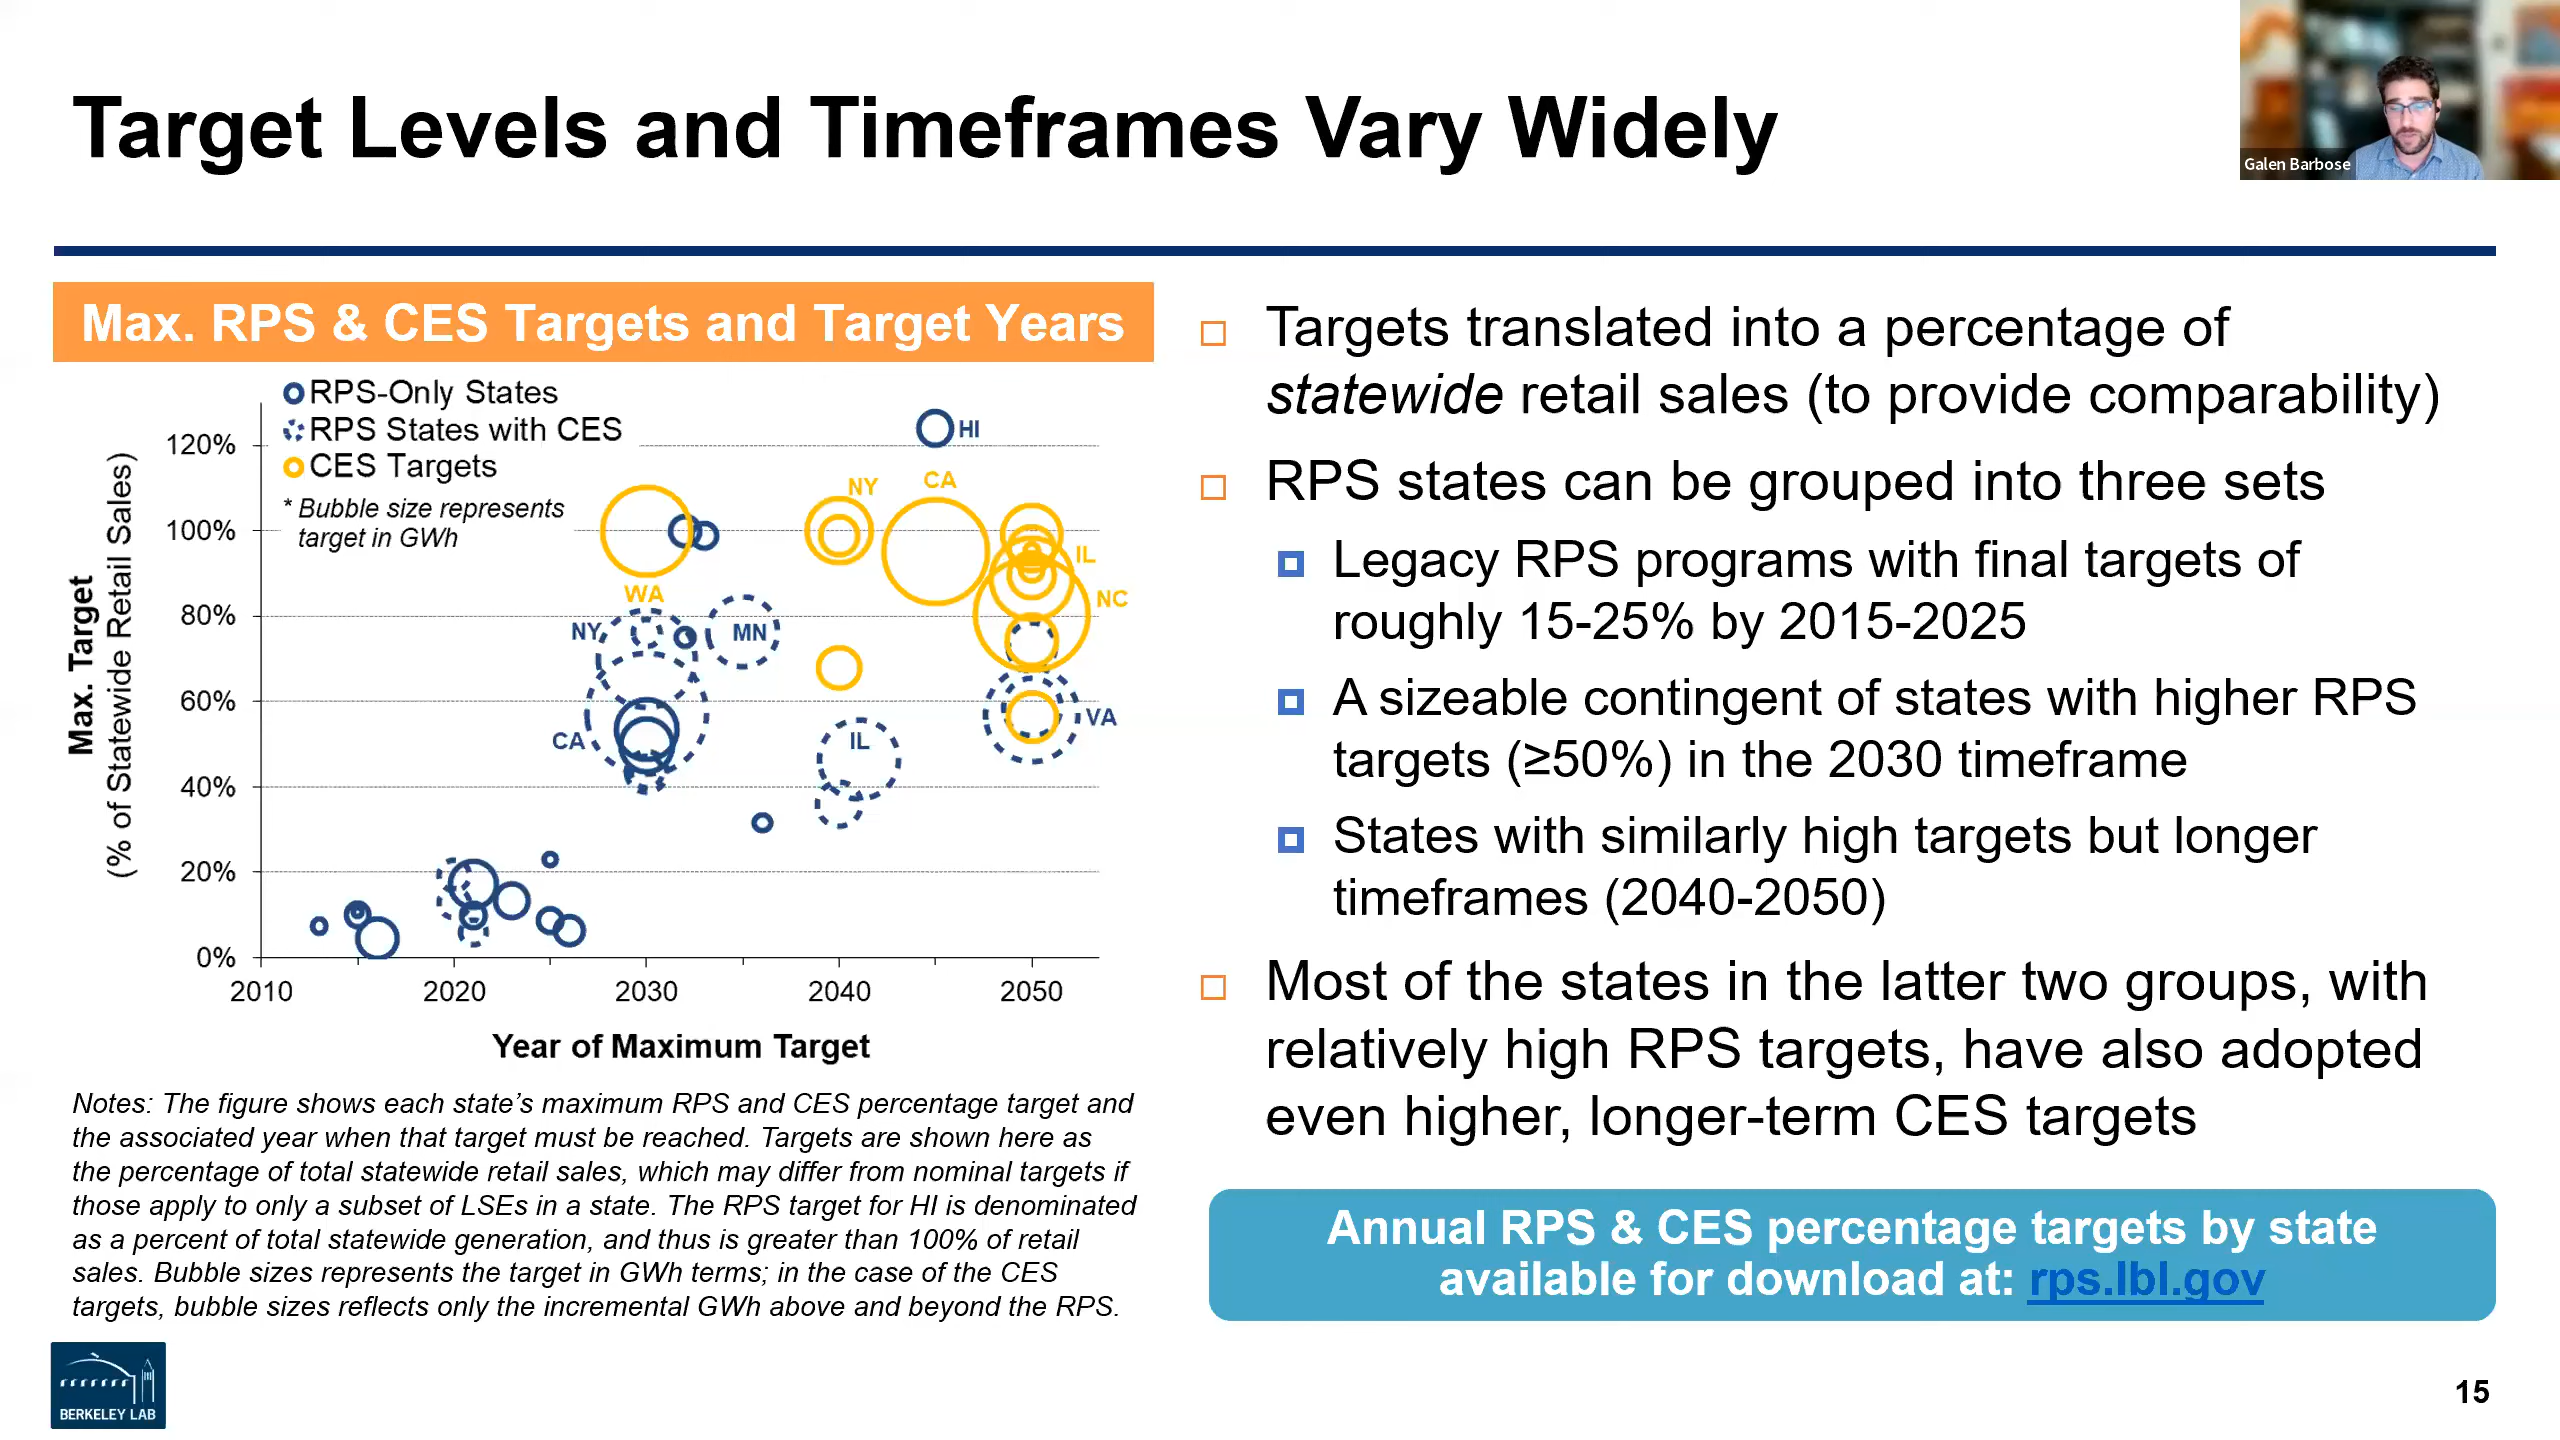 Target Levels and Timeframes Vary Widely
Galen Barbose
Max. RPS & CES Targets and Target Years
RPS-Only States
RPS States with CES
CES Targets
* Bubble size represents
target in GWh
Max. Target
(% of Statewide Retail Sales)
120%
100%
80%
60%
40%
20%
0%
HI
NY
CA
IL
WA
NC
NY
MN
VA
CA
IL
2010
2020
2030
2040
2050
Year of Maximum Target
Notes: The figure shows each state’s maximum RPS and CES percentage target and
the associated year when that target must be reached. Targets are shown here as
the percentage of total statewide retail sales, which may differ from nominal targets if
those apply to only a subset of LSEs in a state. The RPS target for HI is denominated
as a percent of total statewide generation, and thus is greater than 100% of retail
sales. Bubble sizes represents the target in GWh terms; in the case of the CES
targets, bubble sizes reflects only the incremental GWh above and beyond the RPS.
Targets translated into a percentage of
statewide retail sales (to provide comparability)
RPS states can be grouped into three sets
Legacy RPS programs with final targets of
roughly 15-25% by 2015-2025
A sizeable contingent of states with higher RPS
targets (≥50%) in the 2030 timeframe
States with similarly high targets but longer
timeframes (2040-2050)
Most of the states in the latter two groups, with
relatively high RPS targets, have also adopted
even higher, longer-term CES targets
Annual RPS & CES percentage targets by state
available for download at: rps.lbl.gov
BERKELEY LAB
15